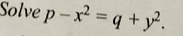 Solve p − x² = q + y².